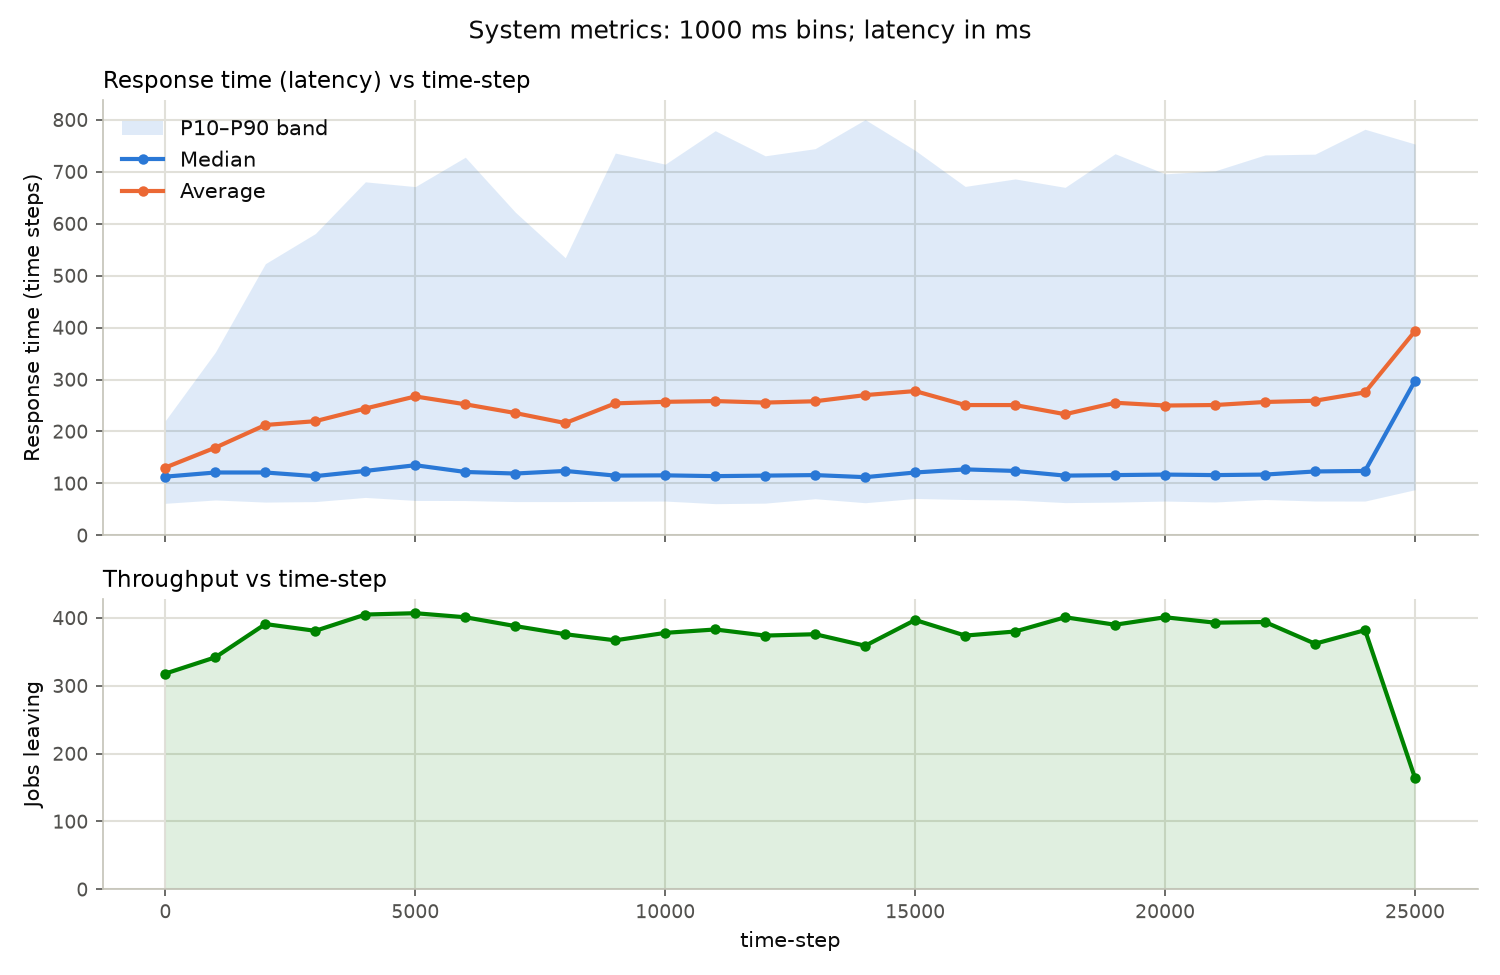 System metrics: 1000 ms bins; latency in ms
Response time (latency) vs time-step
Response time (time steps)
800
700
600
500
400
300
200
100
0
P10–P90 band
Median
Average
Throughput vs time-step
Jobs leaving
400
300
200
100
0
0 5000 10000 15000 20000 25000
time-step